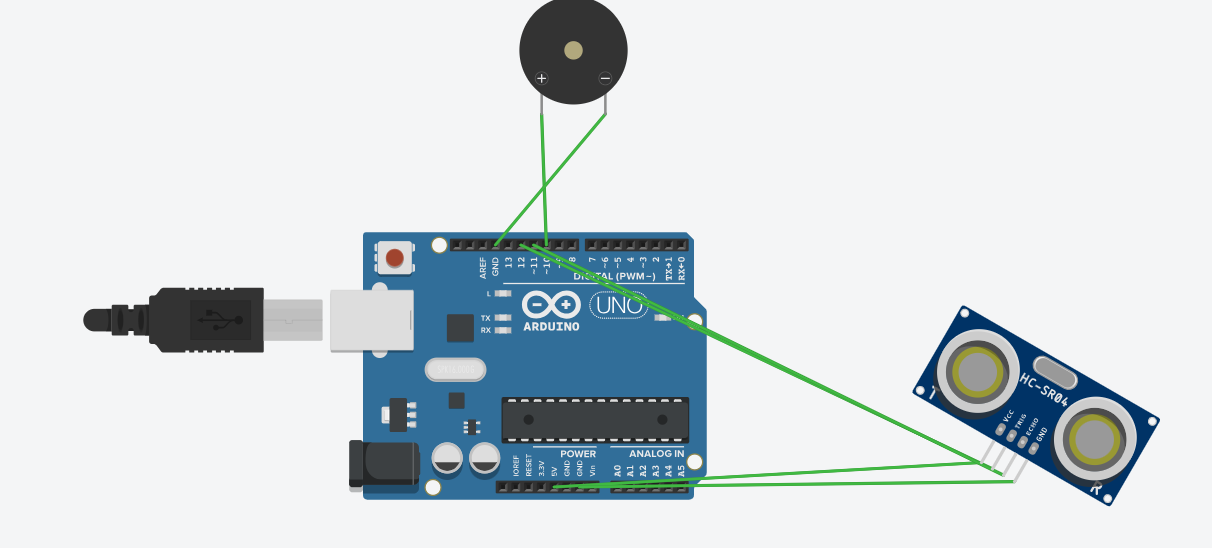 + −
AREF
GND
13
12
~11
~10
8
7
~6
~5
4
~3
2
TX→1
RX←0
DIGITAL (PWM~)
L
TX
RX
UNO
ARDUINO
IOREF
RESET
3.3V
5V
GND
GND
Vin
POWER
ANALOG IN
A0
A1
A2
A3
A4
A5
HC-SR04
T
VCC
TRIG
ECHO
GND
R